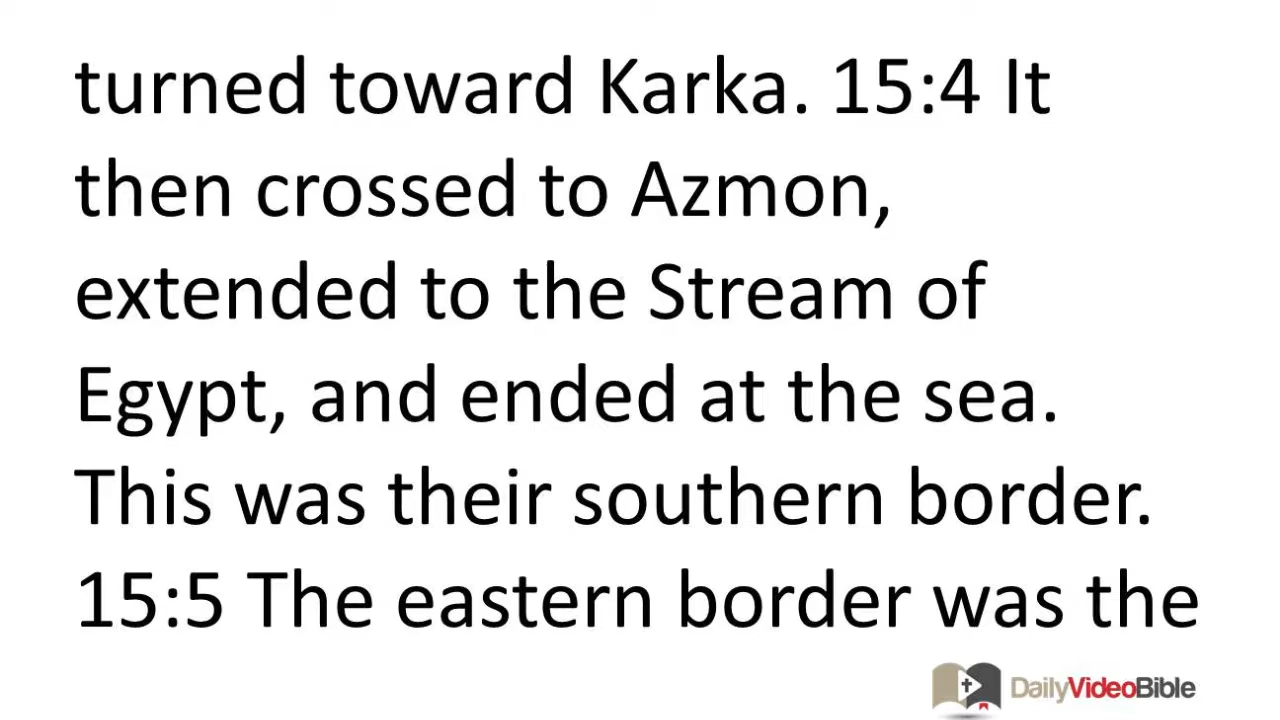 turned toward Karka. 15:4 It
then crossed to Azmon,
extended to the Stream of
Egypt, and ended at the sea.
This was their southern border.
15:5 The eastern border was the
DailyVideoBible